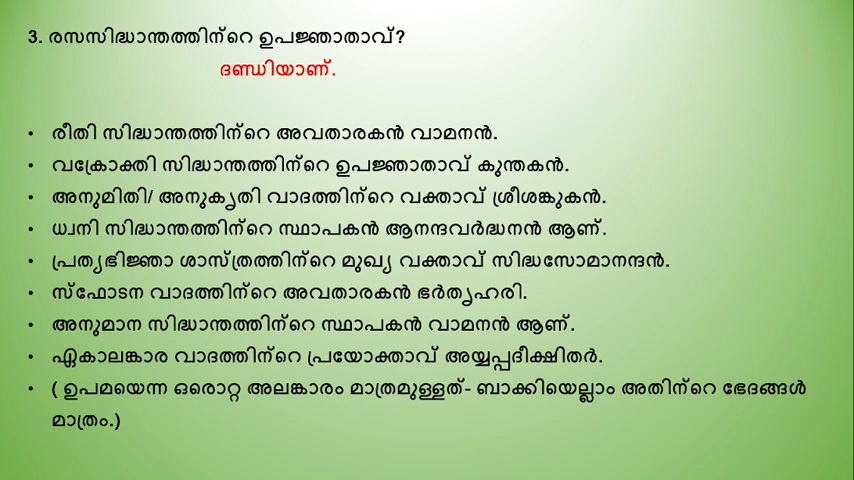 3. രസസിദ്ധാന്തത്തിന്റെ ഉപജ്ഞാതാവ്?
ദണ്ഡിയാണ്.
• രീതി സിദ്ധാന്തത്തിന്റെ അവതാരകൻ വാമനൻ.
• വക്രോക്തി സിദ്ധാന്തത്തിന്റെ ഉപജ്ഞാതാവ് കുന്തകൻ.
• അനുമിതി/ അനുകൃതി വാദത്തിന്റെ വക്താവ് ശ്രീശങ്കുകൻ.
• ധ്വനി സിദ്ധാന്തത്തിന്റെ സ്ഥാപകൻ ആനന്ദവർദ്ധനൻ ആണ്.
• പ്രത്യഭിജ്ഞാ ശാസ്ത്രത്തിന്റെ മുഖ്യ വക്താവ് സിദ്ധസോമാനന്ദൻ.
• സ്ഫോടന വാദത്തിന്റെ അവതാരകൻ ഭർതൃഹരി.
• അനുമാന സിദ്ധാന്തത്തിന്റെ സ്ഥാപകൻ വാമനൻ ആണ്.
• ഏകാലങ്കാര വാദത്തിന്റെ പ്രയോക്താവ് അയ്യപ്പദീക്ഷിതർ.
• ( ഉപമയെന്ന ഒരൊറ്റ അലങ്കാരം മാത്രമുള്ളത്- ബാക്കിയെല്ലാം അതിന്റെ ഭേദങ്ങൾ
മാത്രം.)